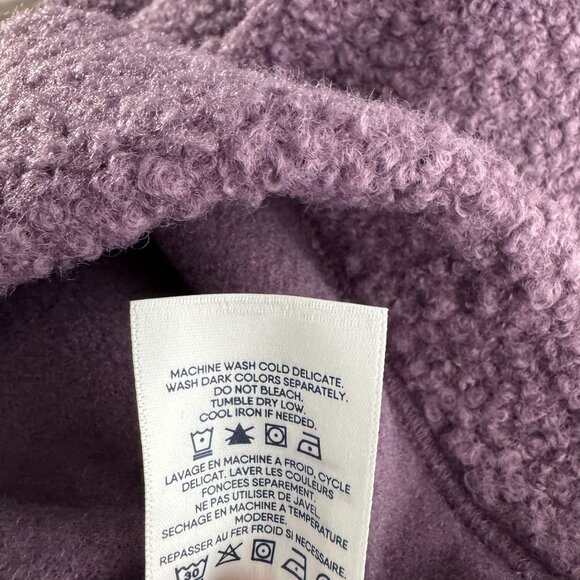 MACHINE WASH COLD DELICATE.
WASH DARK COLORS SEPARATELY.
DO NOT BLEACH.
TUMBLE DRY LOW.
COOL IRON IF NEEDED.
LAVAGE EN MACHINE A FROID, CYCLE
DELICAT. LAVER LES COULEURS
FONCEES SEPAREMENT.
NE PAS UTILISER DE JAVEL.
SECHAGE EN MACHINE A TEMPERATURE
MODEREE.
REPASSER AU FER FROID SI NECESSAIRE
30